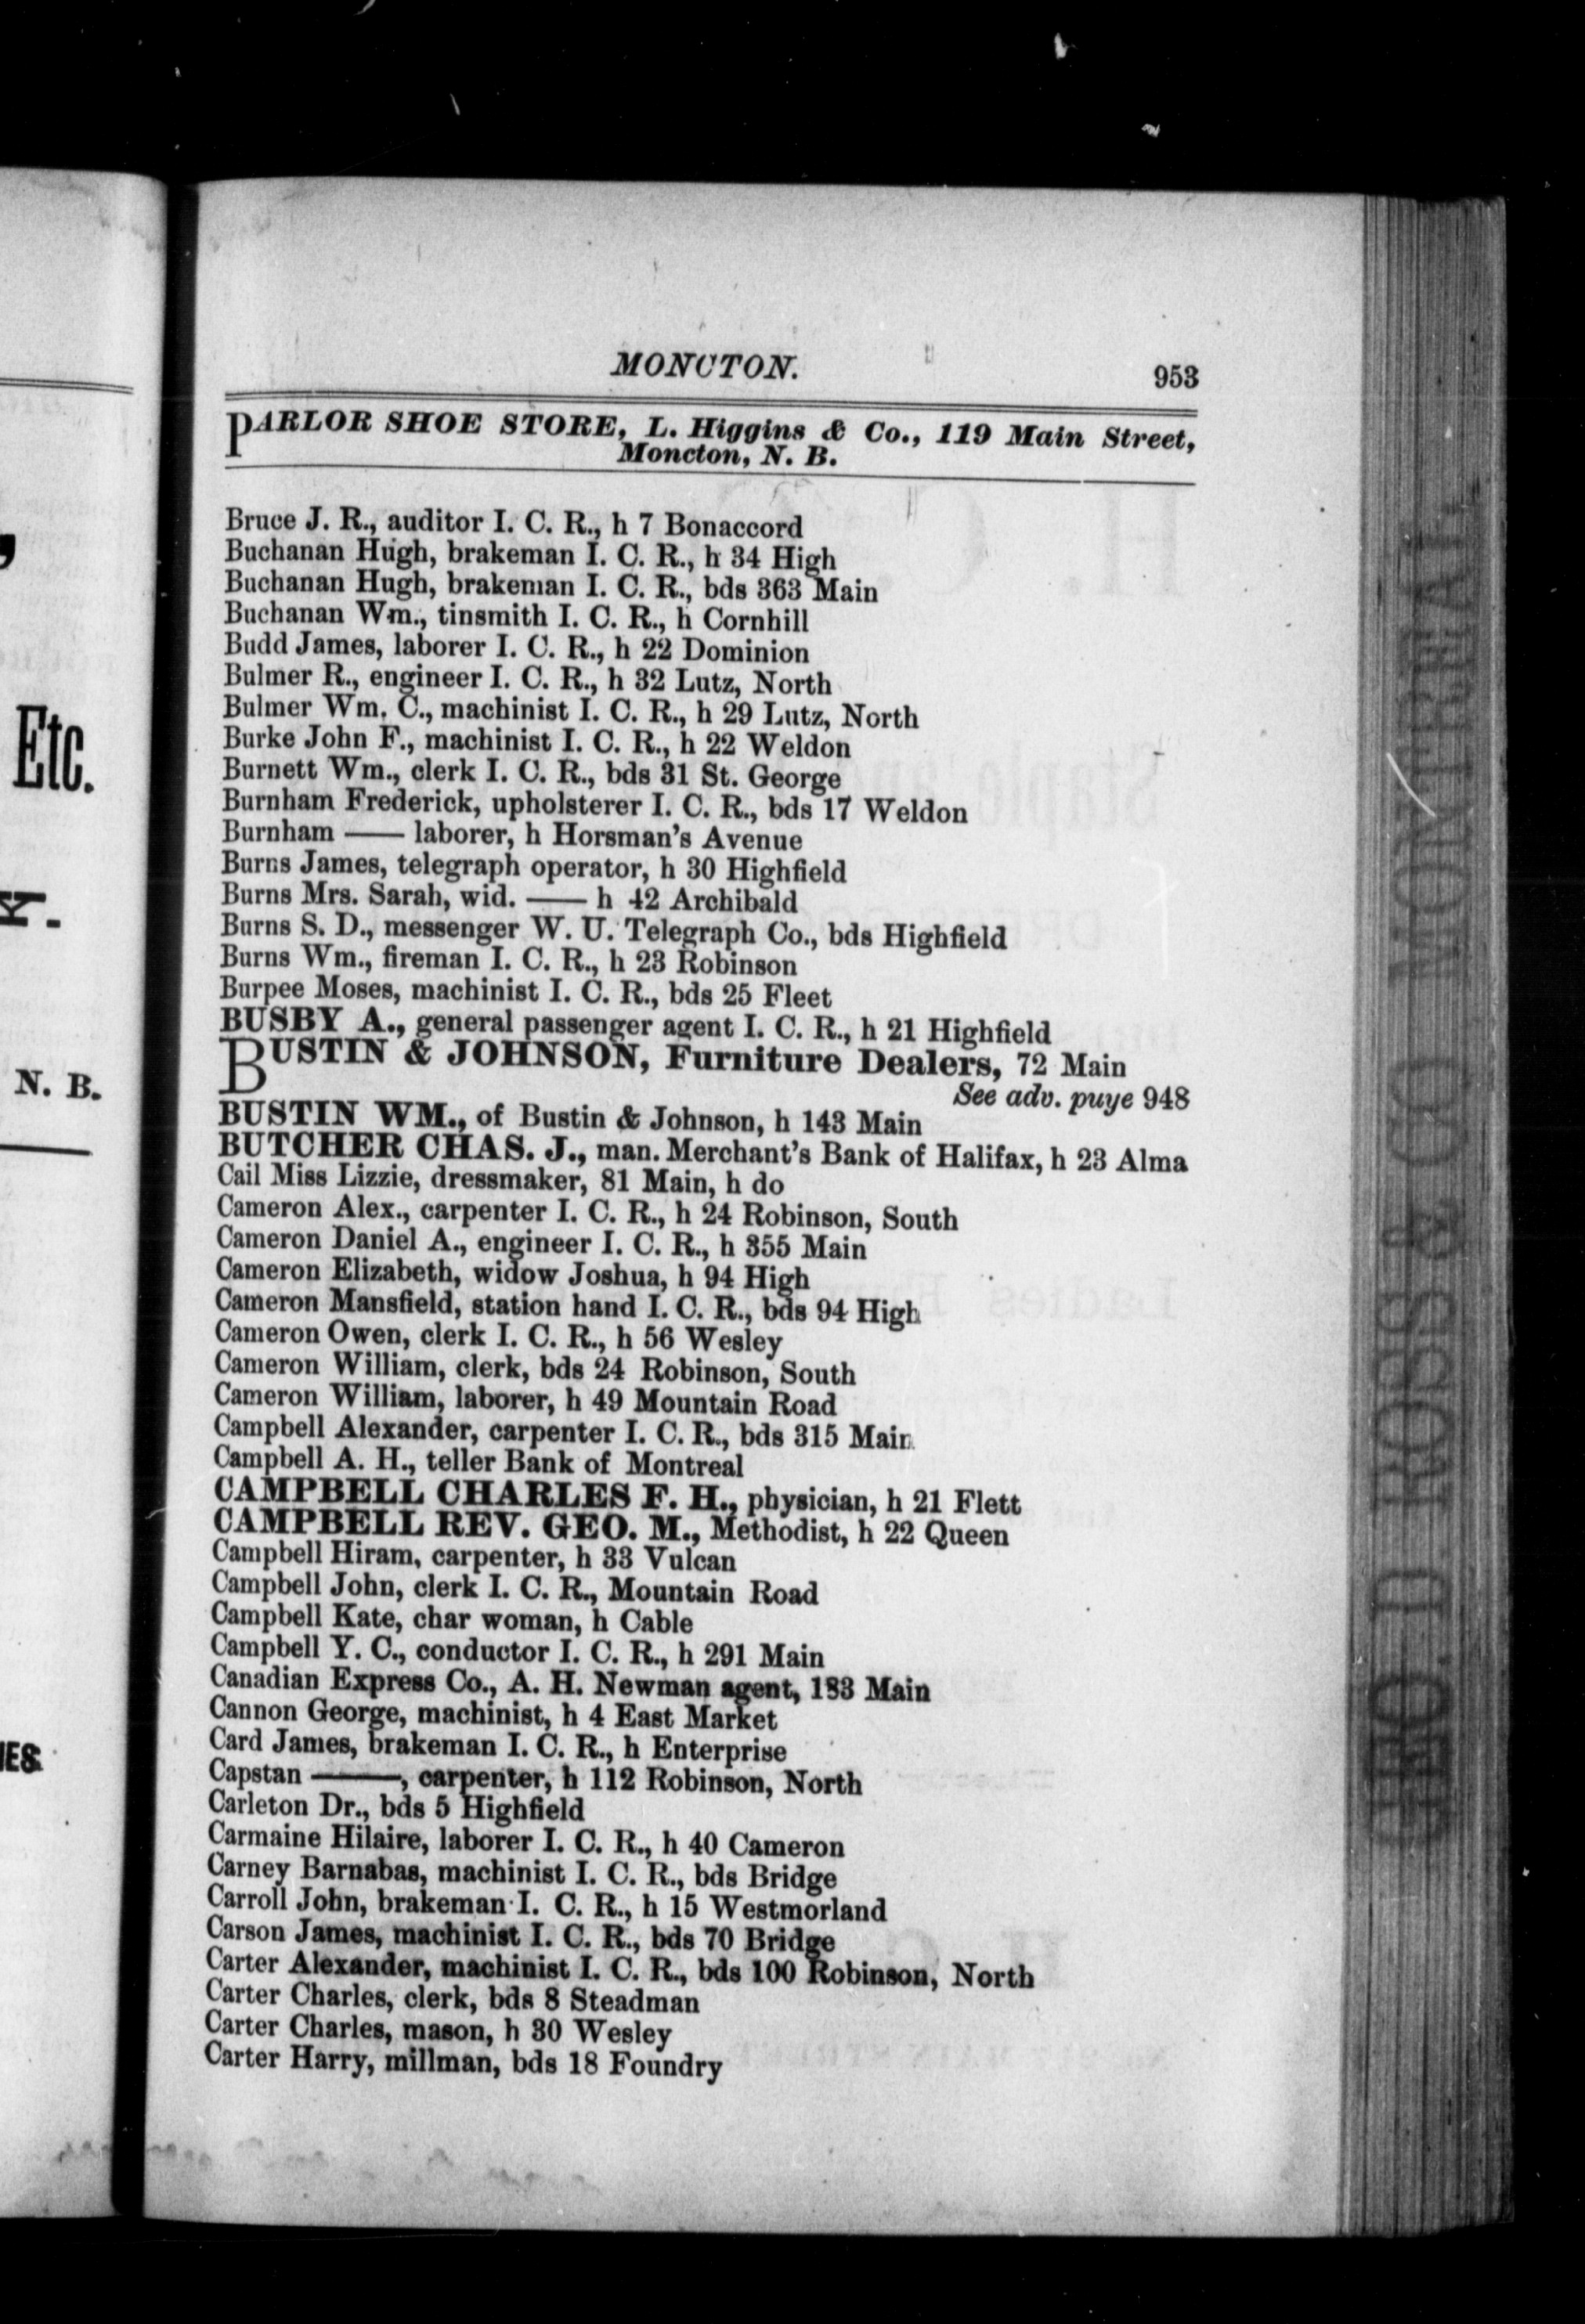 MONCTON.
953
PARLOR SHOE STORE, L. Higgins & Co., 119 Main Street,
Moncton, N. B.
Bruce J. R., auditor I. C. R., h 7 Bonaccord
Buchanan Hugh, brakeman I. C. R., h 34 High
Buchanan Hugh, brakeman I. C. R., bds 363 Main
Buchanan Wm., tinsmith I. C. R., h Cornhill
Budd James, laborer I. C. R., h 22 Dominion
Bulmer R., engineer I. C. R., h 32 Lutz, North
Bulmer Wm. C., machinist I. C. R., h 29 Lutz, North
Burke John F., machinist I. C. R., h 22 Weldon
Burnett Wm., clerk I. C. R., bds 31 St. George
Burnham Frederick, upholsterer I. C. R., bds 17 Weldon
Burnham —— laborer, h Horsman's Avenue
Burns James, telegraph operator, h 30 Highfield
Burns Mrs. Sarah, wid. —— h 42 Archibald
Burns S. D., messenger W. U. Telegraph Co., bds Highfield
Burns Wm., fireman I. C. R., h 23 Robinson
Burpee Moses, machinist I. C. R., bds 25 Fleet
BUSBY A., general passenger agent I. C. R., h 21 Highfield
BUSTIN & JOHNSON, Furniture Dealers, 72 Main
See adv. puye 948
BUSTIN WM., of Bustin & Johnson, h 143 Main
BUTCHER CHAS. J., man. Merchant's Bank of Halifax, h 23 Alma
Cail Miss Lizzie, dressmaker, 81 Main, h do
Cameron Alex., carpenter I. C. R., h 24 Robinson, South
Cameron Daniel A., engineer I. C. R., h 355 Main
Cameron Elizabeth, widow Joshua, h 94 High
Cameron Mansfield, station hand I. C. R., bds 94 High
Cameron Owen, clerk I. C. R., h 56 Wesley
Cameron William, clerk, bds 24 Robinson, South
Cameron William, laborer, h 49 Mountain Road
Campbell Alexander, carpenter I. C. R., bds 315 Main
Campbell A. H., teller Bank of Montreal
CAMPBELL CHARLES F. H., physician, h 21 Flett
CAMPBELL REV. GEO. M., Methodist, h 22 Queen
Campbell Hiram, carpenter, h 33 Vulcan
Campbell John, clerk I. C. R., Mountain Road
Campbell Kate, char woman, h Cable
Campbell Y. C., conductor I. C. R., h 291 Main
Canadian Express Co., A. H. Newman agent, 183 Main
Cannon George, machinist, h 4 East Market
Card James, brakeman I. C. R., h Enterprise
Capstan ———, carpenter, h 112 Robinson, North
Carleton Dr., bds 5 Highfield
Carmaine Hilaire, laborer I. C. R., h 40 Cameron
Carney Barnabas, machinist I. C. R., bds Bridge
Carroll John, brakeman I. C. R., h 15 Westmorland
Carson James, machinist I. C. R., bds 70 Bridge
Carter Alexander, machinist I. C. R., bds 100 Robinson, North
Carter Charles, clerk, bds 8 Steadman
Carter Charles, mason, h 30 Wesley
Carter Harry, millman, bds 18 Foundry
Etc.
K.
N. B.
GEO. D. ROSS & CO MONTREAL